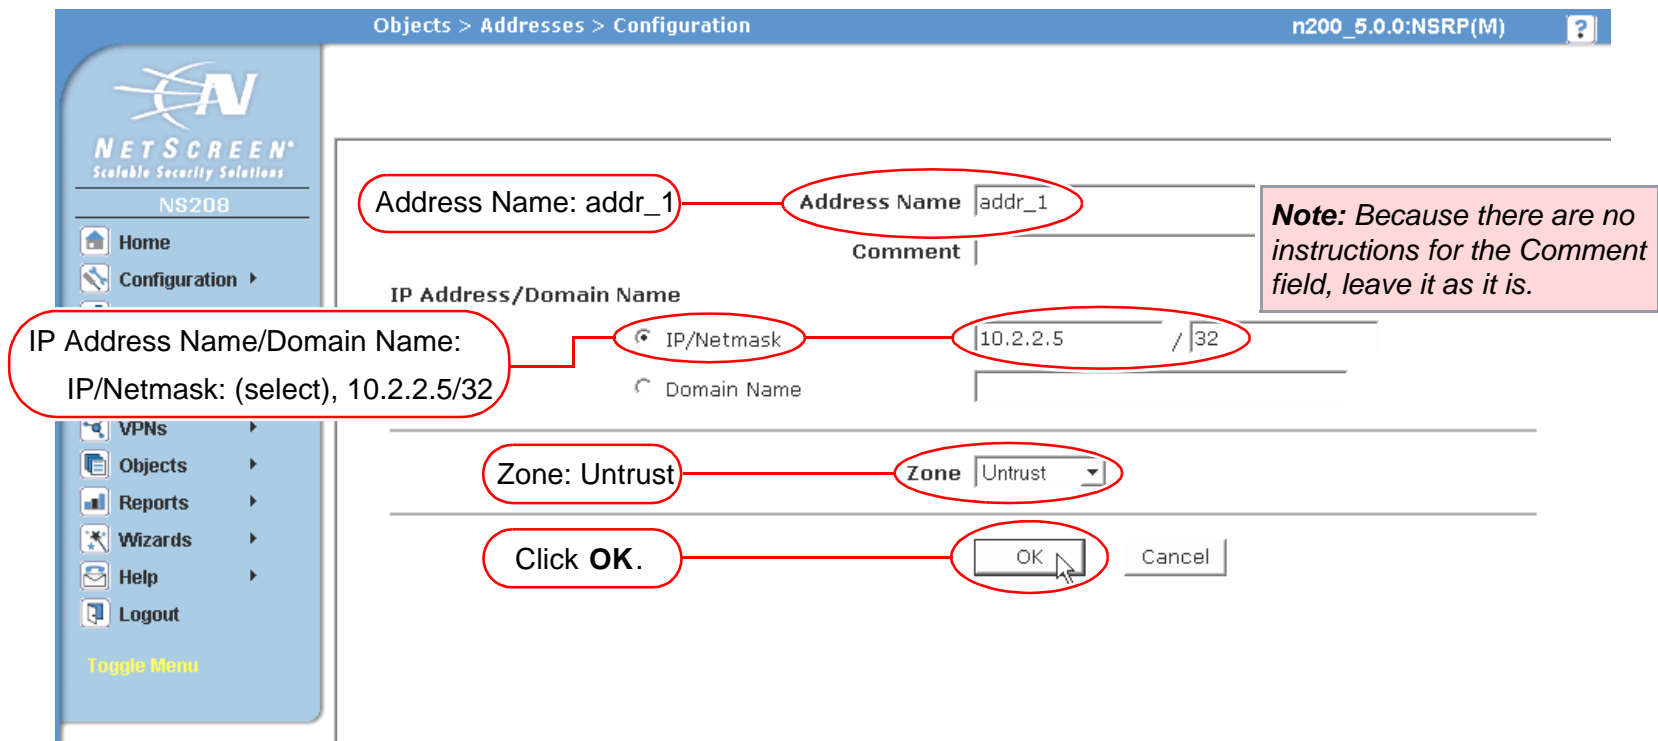 Objects > Addresses > Configuration
n200_5.0.0:NSRP(M)
?
N
NETSCREEN
Scalable Security Solutions
NS208
Home
Configuration
VPNs
Objects
Reports
Wizards
Help
Logout
Toggle Menu
Address Name: addr_1
Address Name addr_1
Comment
Note: Because there are no
instructions for the Comment
field, leave it as it is.
IP Address/Domain Name
IP Address Name/Domain Name:
IP/Netmask: (select), 10.2.2.5/32
IP/Netmask 10.2.2.5 / 32
Domain Name
Zone: Untrust
Zone Untrust
Click OK.
OK Cancel